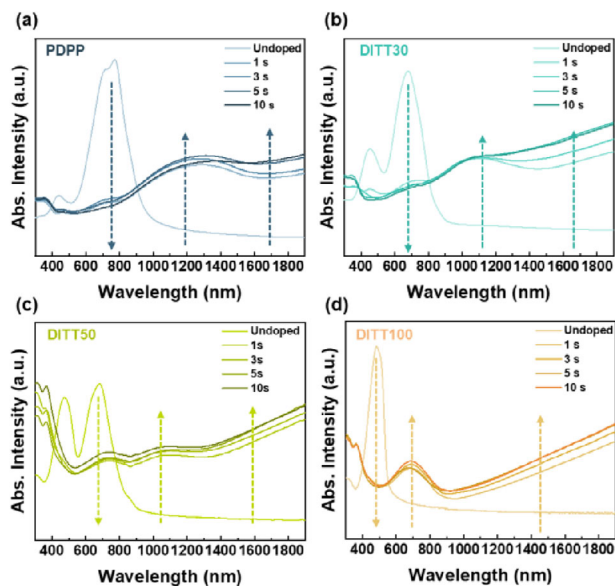 (a)
PDPP
Undoped
1 s
3 s
5 s
10 s
Abs. Intensity (a.u.)
400 600 800 1000 1200 1400 1600 1800
Wavelength (nm)
(b)
DITT30
Undoped
1 s
3 s
5 s
10 s
Abs. Intensity (a.u.)
400 600 800 1000 1200 1400 1600 1800
Wavelength (nm)
(c)
DITT50
Undoped
1s
3s
5s
10s
Abs. Intensity (a.u.)
400 600 800 1000 1200 1400 1600 1800
Wavelength (nm)
(d)
DITT100
Undoped
1 s
3 s
5 s
10 s
Abs. Intensity (a.u.)
400 600 800 1000 1200 1400 1600 1800
Wavelength (nm)